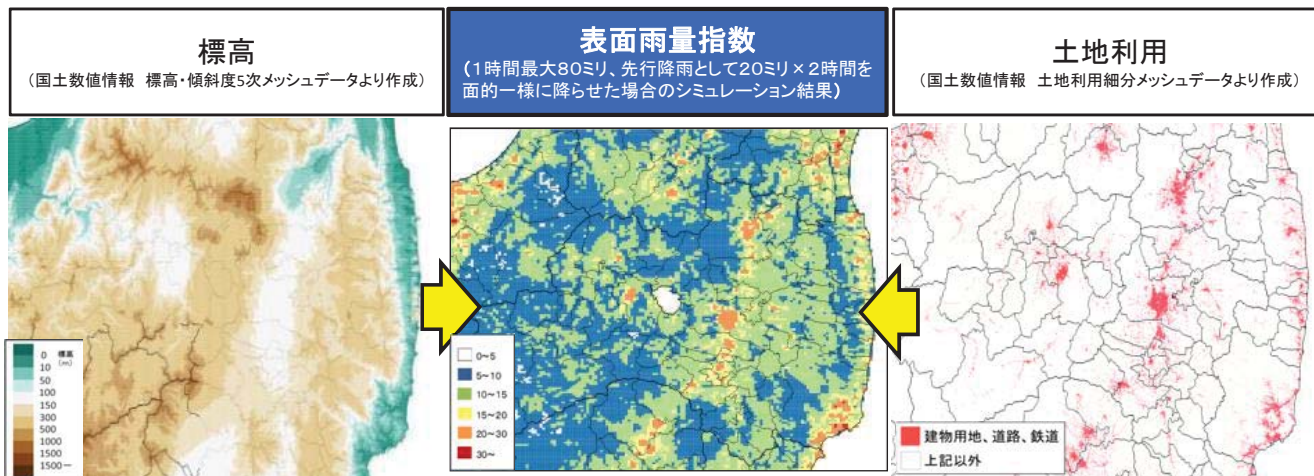 標高
(国土数値情報 標高・傾斜度5次メッシュデータより作成)
表面雨量指数
(1時間最大80ミリ、先行降雨として20ミリ×2時間を
面的一様に降らせた場合のシミュレーション結果)
土地利用
(国土数値情報 土地利用細分メッシュデータより作成)
0 標高
10 (m)
50
100
150
300
500
1000
1500ー
0~5
5~10
10~15
15~20
20~30
30~
建物用地、道路、鉄道
上記以外